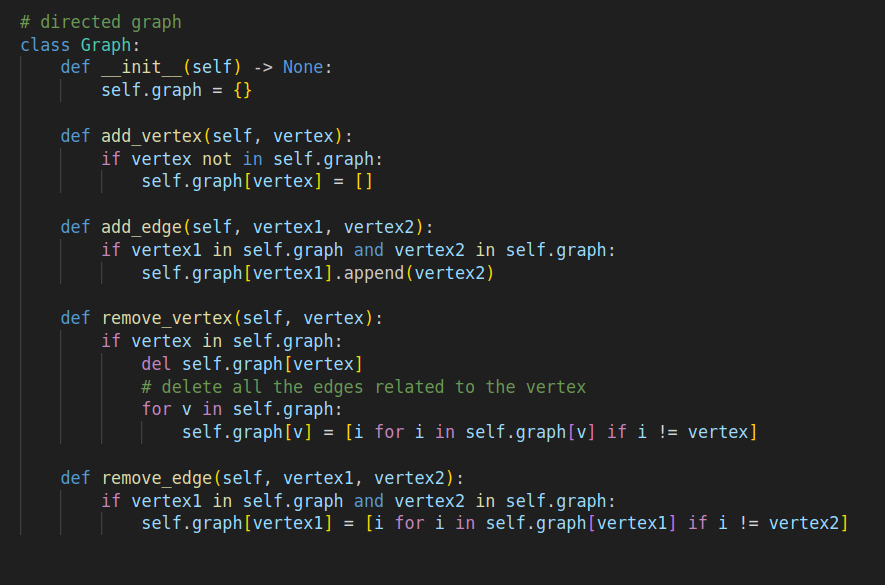 # directed graph
class Graph:
    def __init__(self) -> None:
        self.graph = {}

    def add_vertex(self, vertex):
        if vertex not in self.graph:
            self.graph[vertex] = []

    def add_edge(self, vertex1, vertex2):
        if vertex1 in self.graph and vertex2 in self.graph:
            self.graph[vertex1].append(vertex2)

    def remove_vertex(self, vertex):
        if vertex in self.graph:
            del self.graph[vertex]
            # delete all the edges related to the vertex
            for v in self.graph:
                self.graph[v] = [i for i in self.graph[v] if i != vertex]

    def remove_edge(self, vertex1, vertex2):
        if vertex1 in self.graph and vertex2 in self.graph:
            self.graph[vertex1] = [i for i in self.graph[vertex1] if i != vertex2]